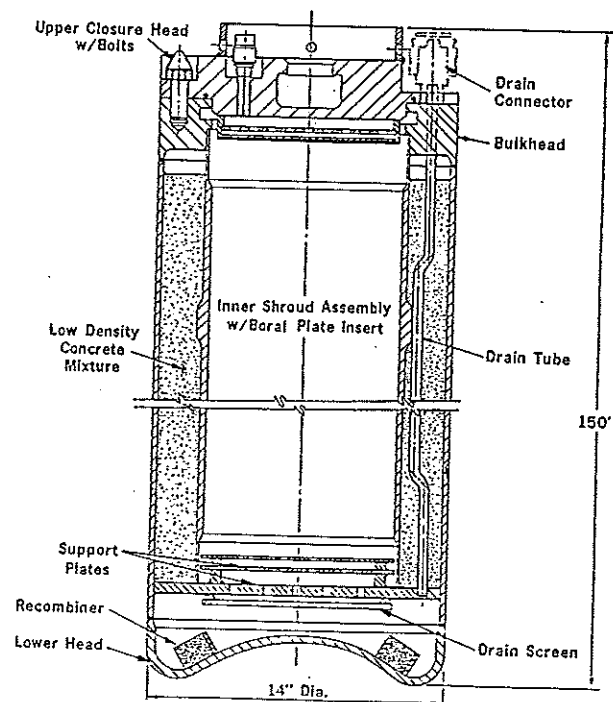 Upper Closure Head
w/Bolts
Drain
Connector
Bulkhead
Inner Shroud Assembly
w/Boral Plate Insert
Low Density
Concrete
Mixture
Drain Tube
150'
Support
Plates
Recombiner
Lower Head
Drain Screen
14" Dia.